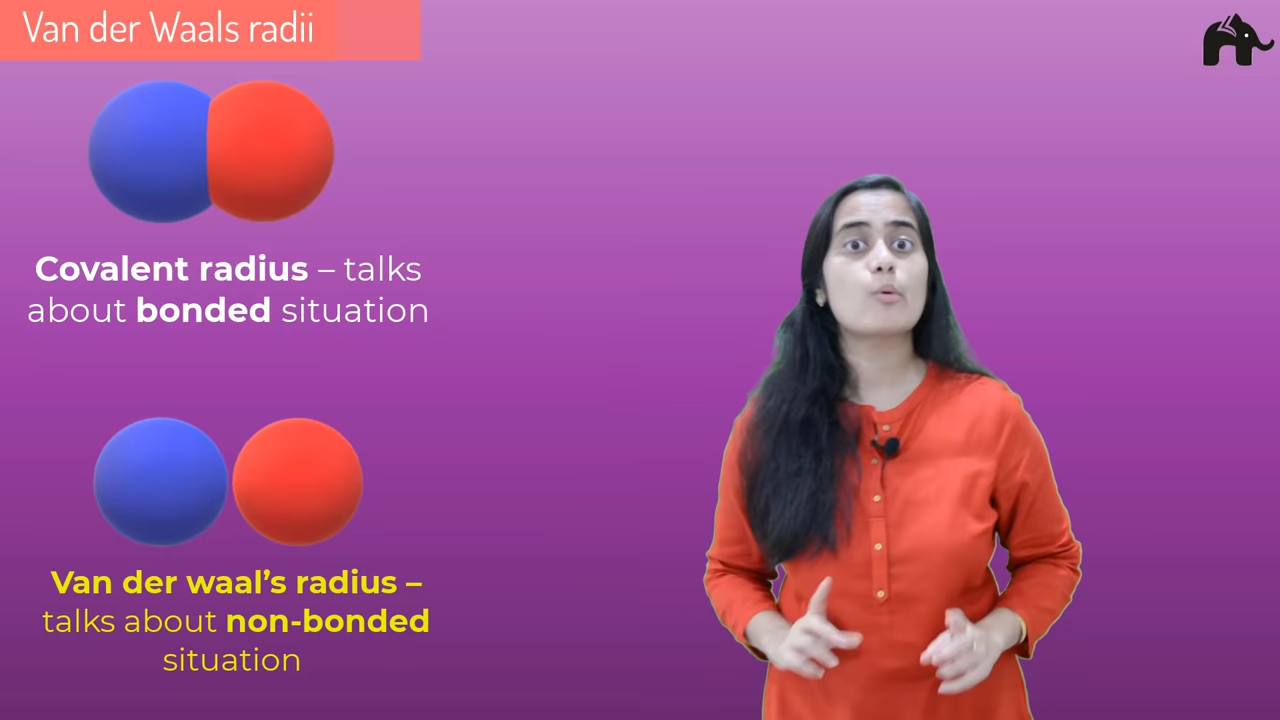 Van der Waals radii
Covalent radius – talks
about bonded situation
Van der waal’s radius –
talks about non-bonded
situation